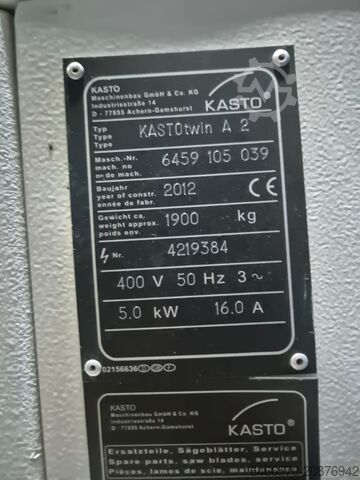 KASTO
Maschinenbau GmbH & Co. KG
Industriestraße 14
D - 77855 Achern-Gamshurst
KASTO
Typ
Type
Type
KASTOtwin A 2
Masch.-Nr.
mach. no
n° de mach.
6459 105 039
Baujahr
year of constr.
année de fabr.
2012
CE
Gewicht ca.
weight approx.
poids env.
1900 kg
Nr. 4219384
400 V 50 Hz 3~
5.0 kW 16.0 A
02156636 D GB F
KASTO
Maschinenbau GmbH & Co. KG
Industriestraße 14
D - 77855 Achern-Gamshurst
KASTO
Ersatzteile, Sägeblätter, Service
Spare parts, saw blades, service
Pièces, lames de scie,